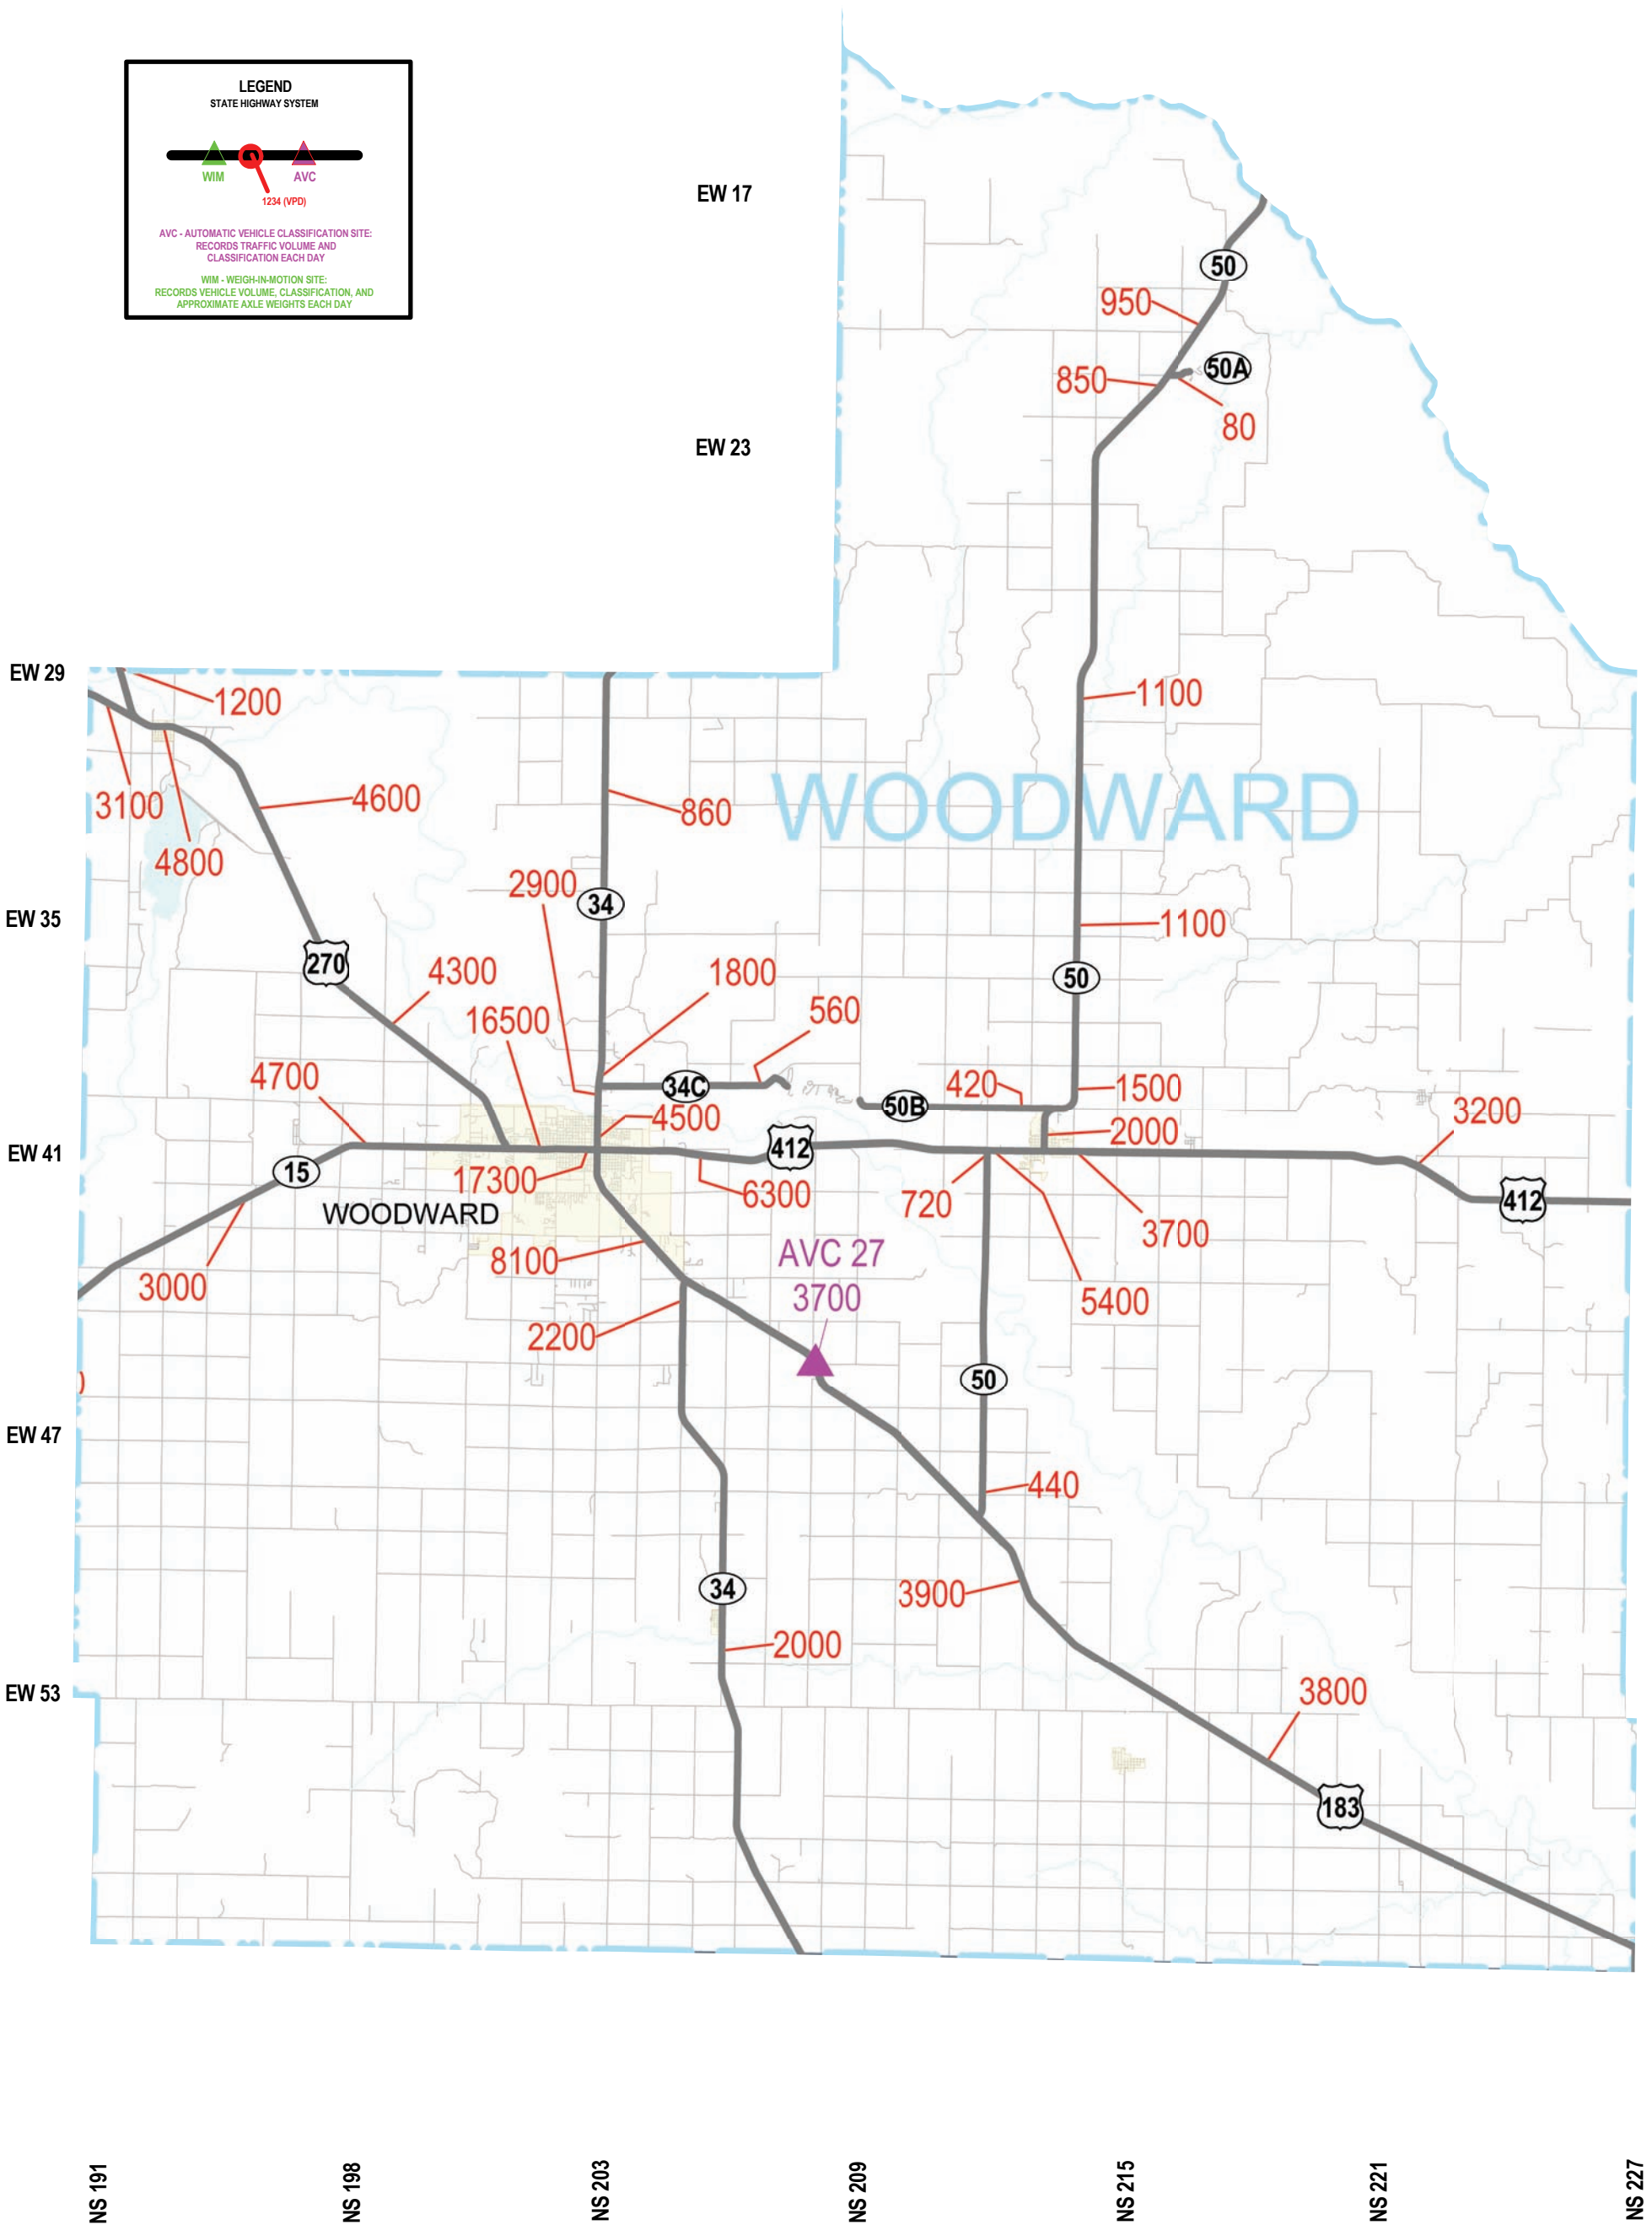 LEGEND
STATE HIGHWAY SYSTEM
WIM
AVC
1234 (VPD)
AVC - AUTOMATIC VEHICLE CLASSIFICATION SITE:
RECORDS TRAFFIC VOLUME AND
CLASSIFICATION EACH DAY
WIM - WEIGH-IN-MOTION SITE:
RECORDS VEHICLE VOLUME, CLASSIFICATION, AND
APPROXIMATE AXLE WEIGHTS EACH DAY
EW 17
50
950
50A
850
80
EW 23
EW 29
1200
1100
3100
4600
860
WOODWARD
4800
2900
34
EW 35
1100
270
4300
1800
50
16500
560
4700
34C
420
1500
50B
4500
3200
2000
412
EW 41
15
17300
6300
720
412
WOODWARD
3700
8100
AVC 27
3700
3000
5400
2200
50
)
EW 47
440
34
3900
2000
EW 53
3800
183
NS 191
NS 198
NS 203
NS 209
NS 215
NS 221
NS 227